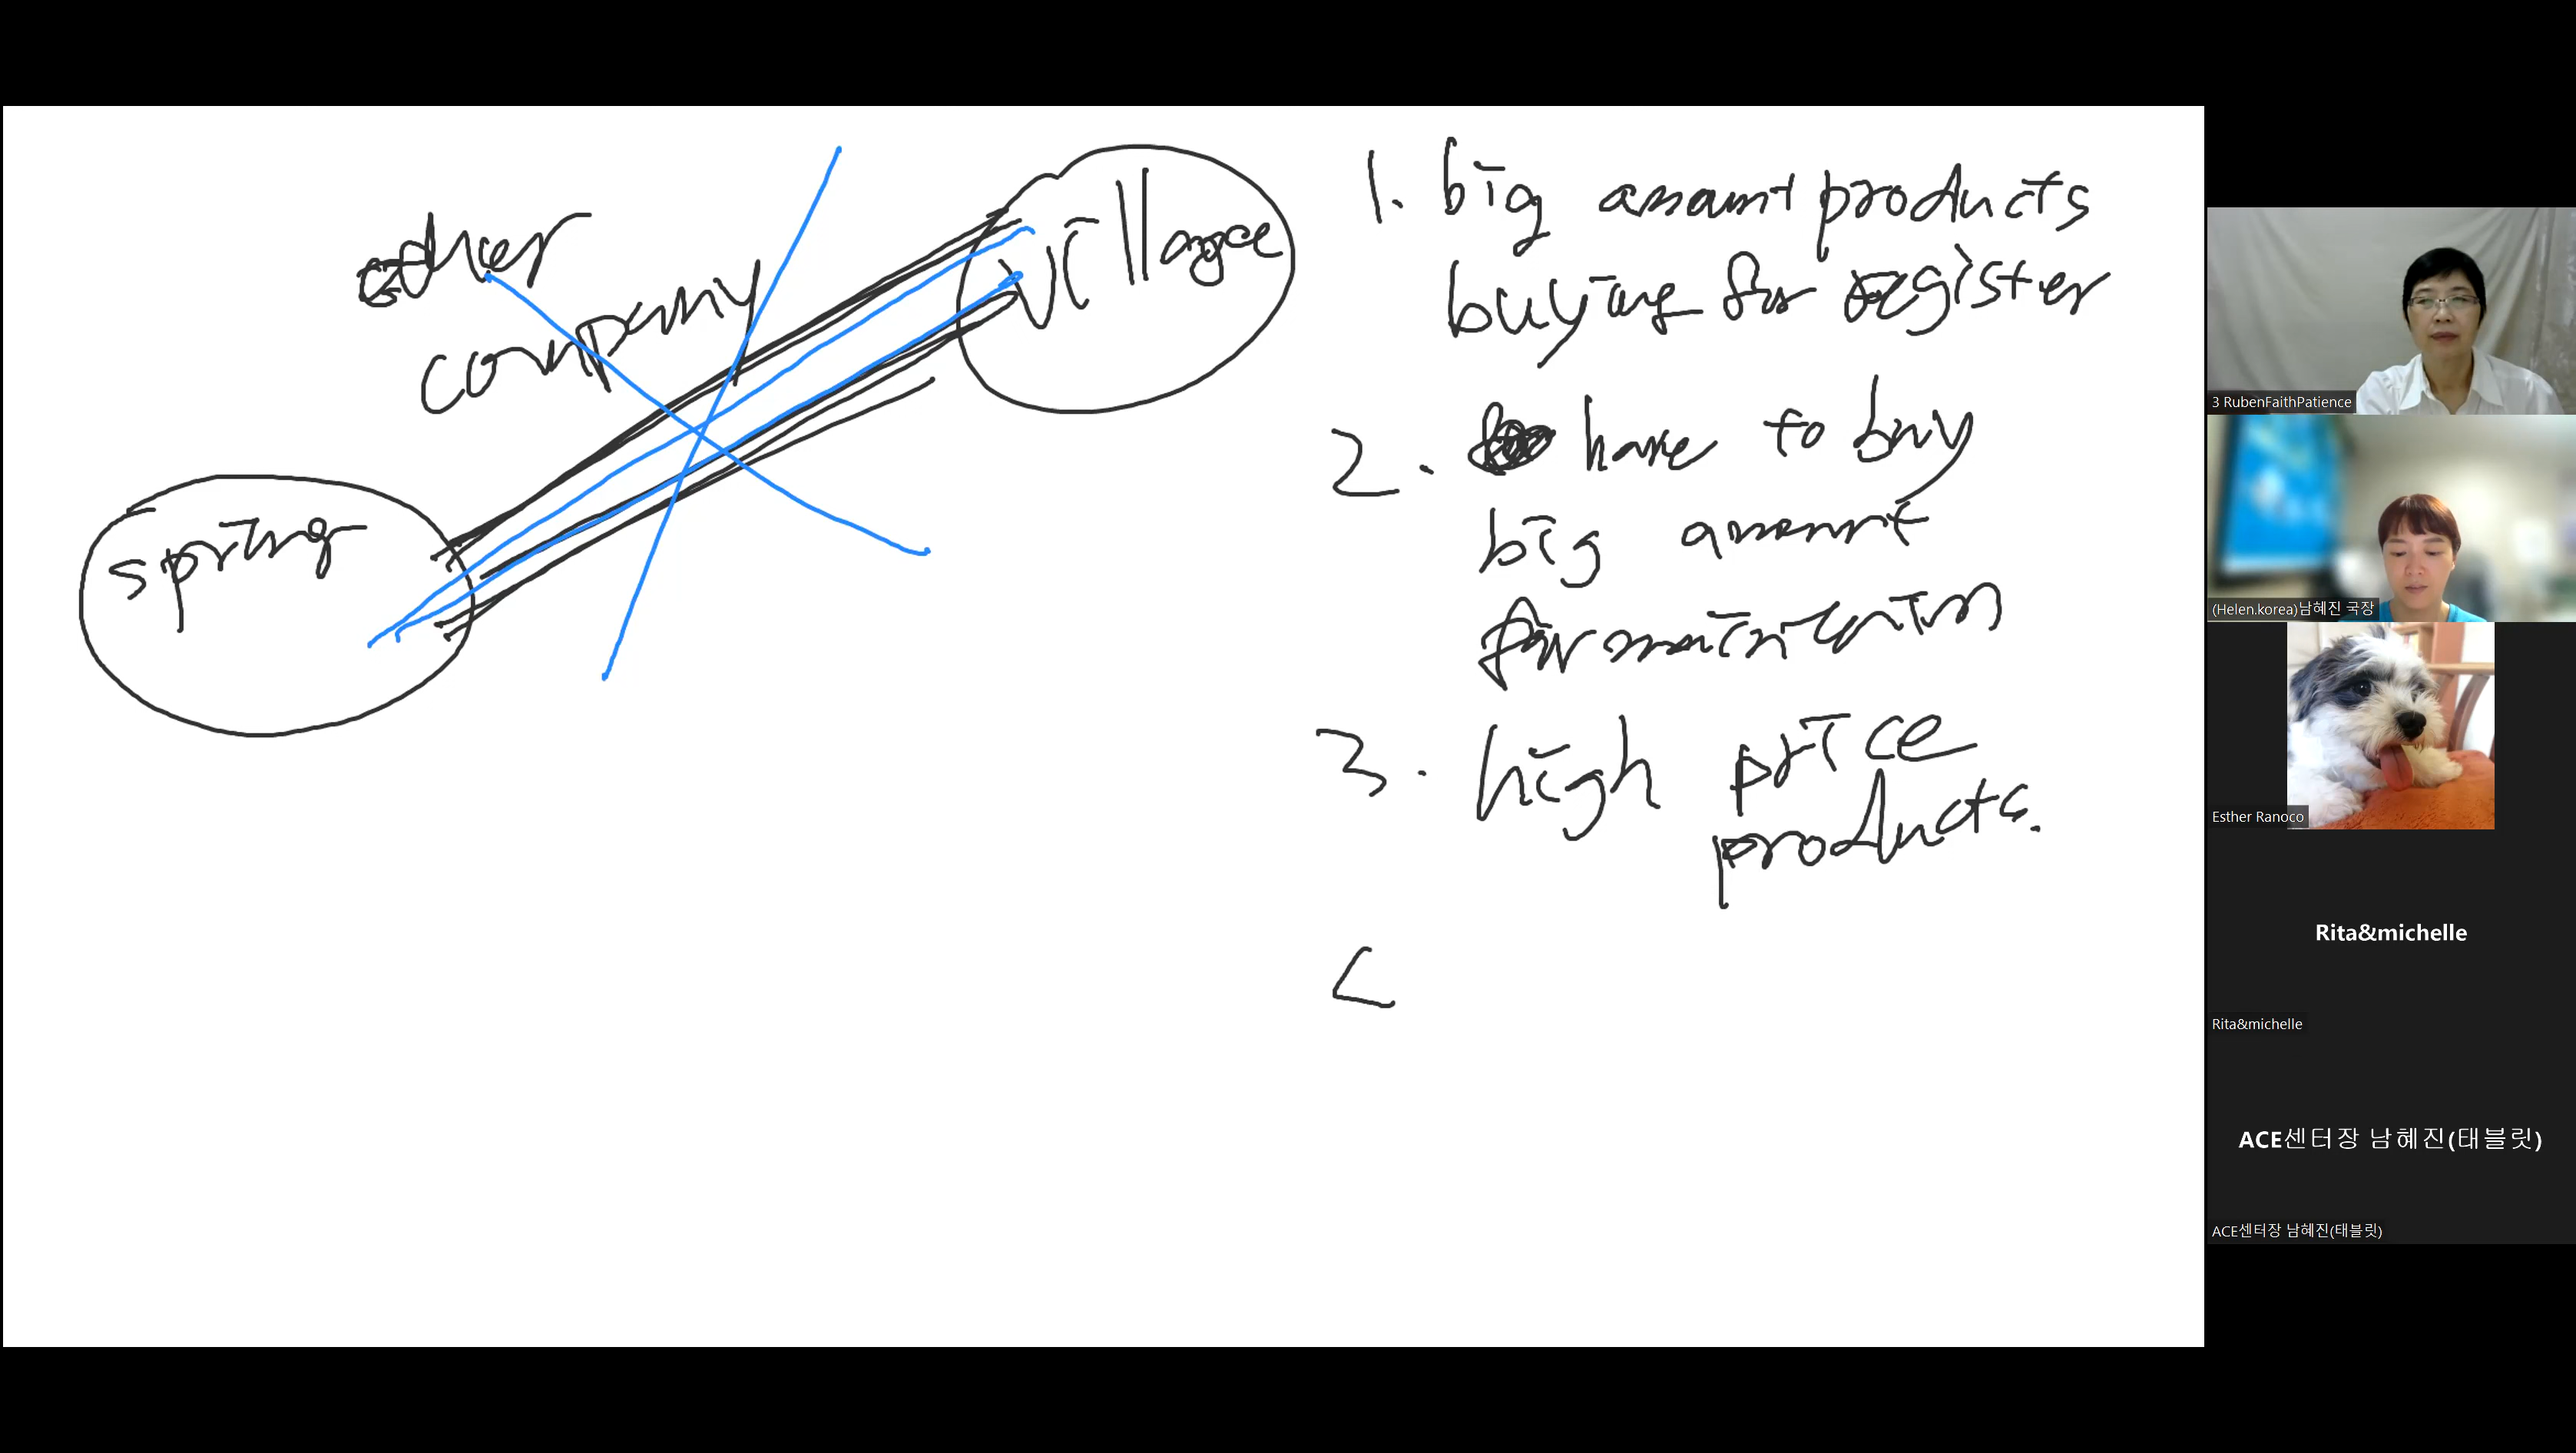 other
company
village
spring
1. big amount products
buying for register
2. have to buy
big amount
for maintain
3. high price
products.
3 RubenFaithPatience
(Helen.korea)남혜진 국장
Esther Ranoco
Rita&michelle
Rita&michelle
ACE센터장 남혜진(태블릿)
ACE센터장 남혜진(태블릿)